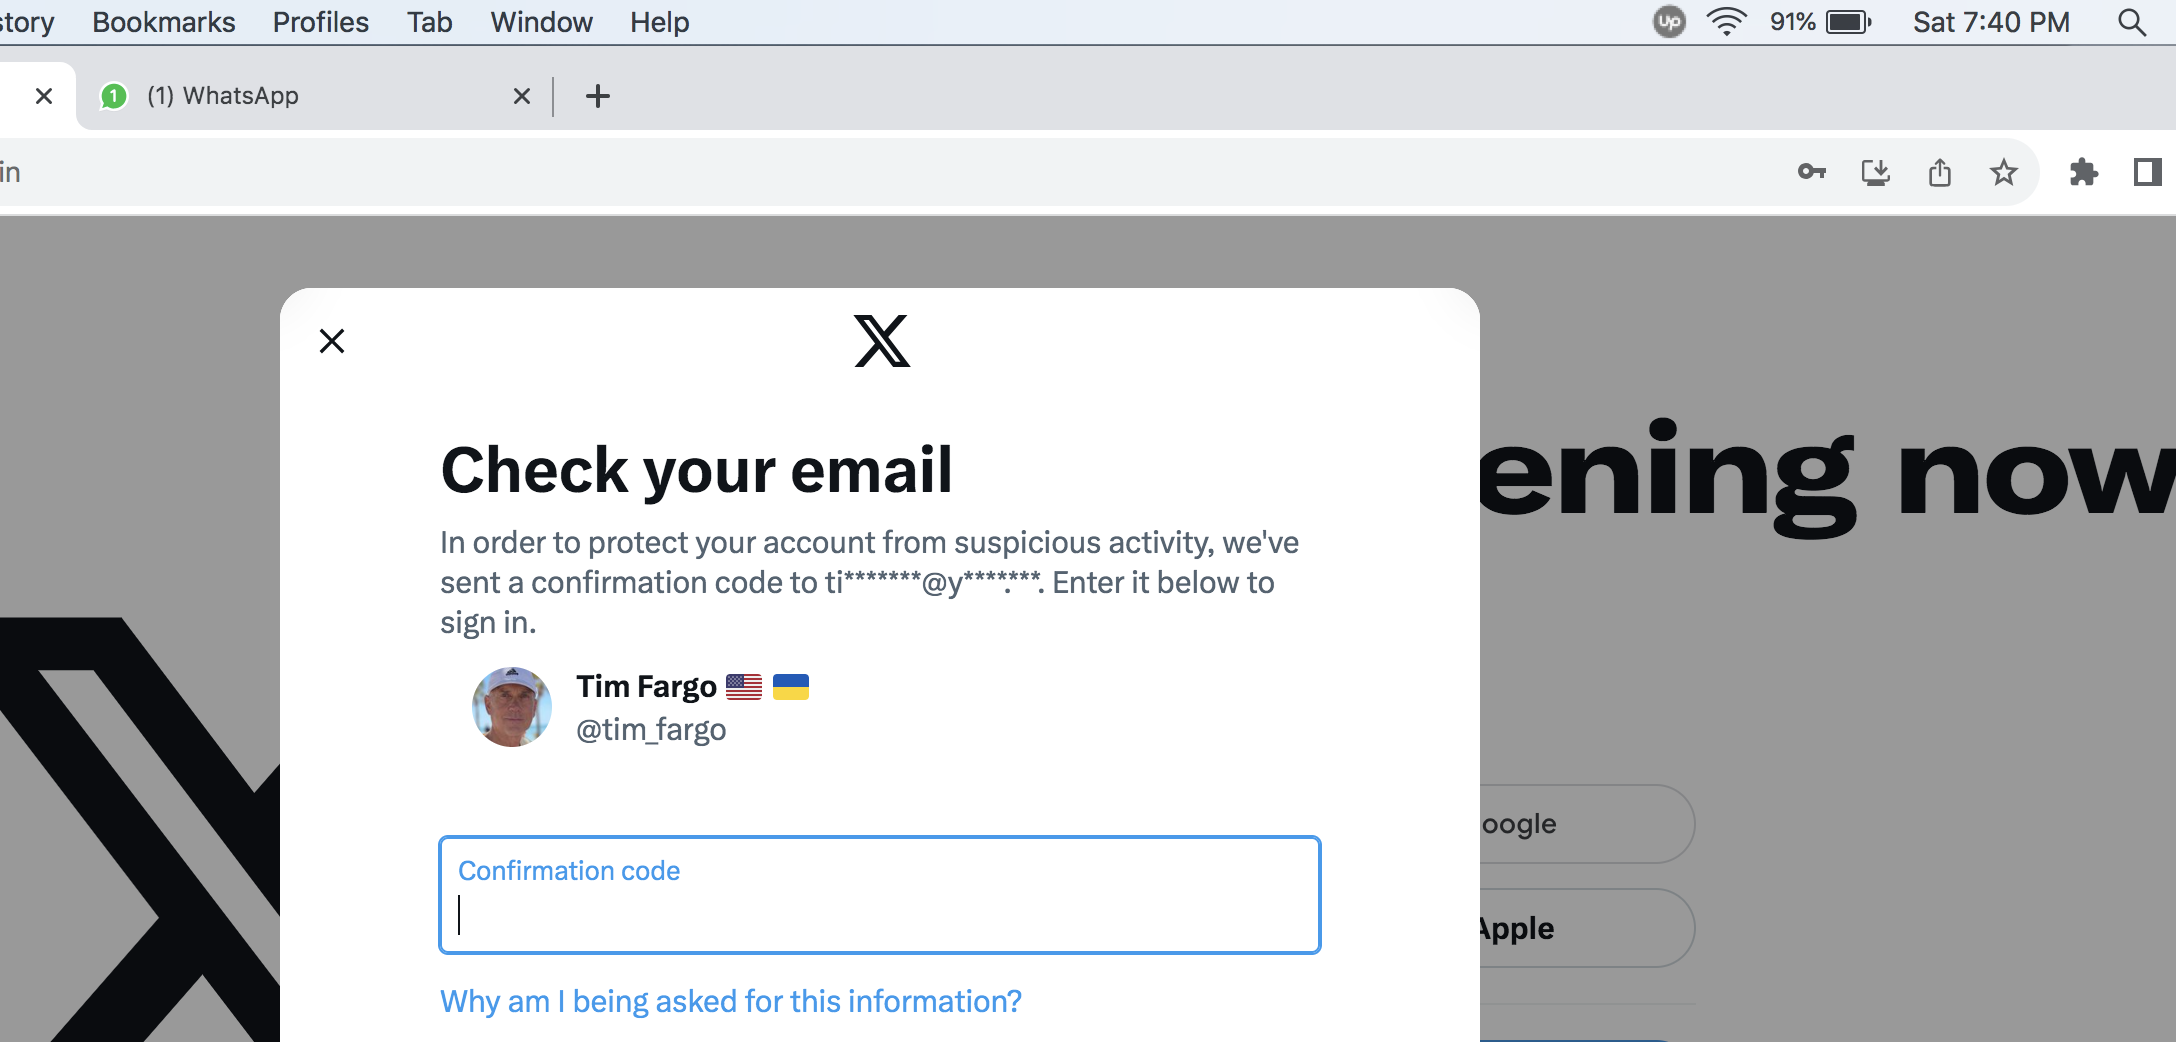 story Bookmarks Profiles Tab Window Help Up 91% Sat 7:40 PM
1 (1) WhatsApp
in
X
Check your email
In order to protect your account from suspicious activity, we've
sent a confirmation code to ti*******@y****.**. Enter it below to
sign in.
Tim Fargo 🇺🇸 🇺🇦
@tim_fargo
Confirmation code
Why am I being asked for this information?
ening now
oogle
Apple